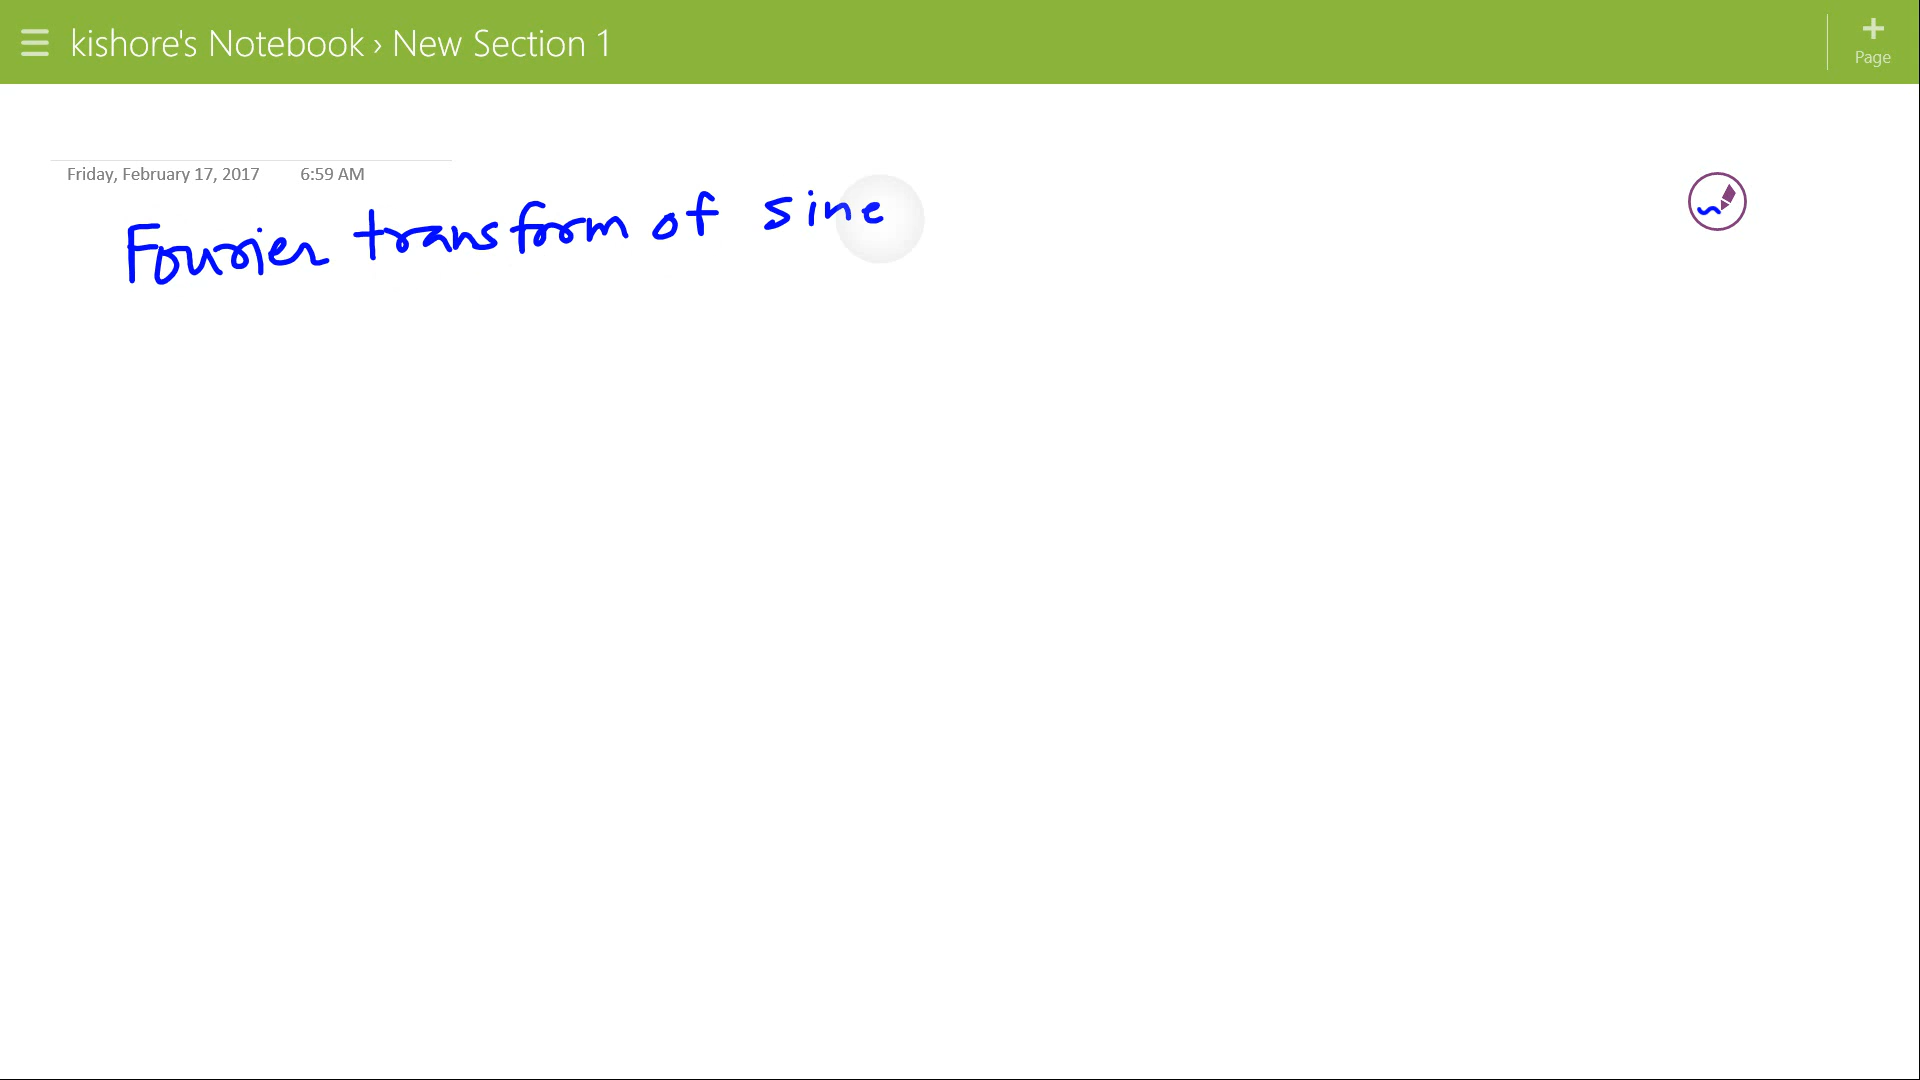 kishore's Notebook › New Section 1
Page
Friday, February 17, 2017 6:59 AM
Fourier transform of sine